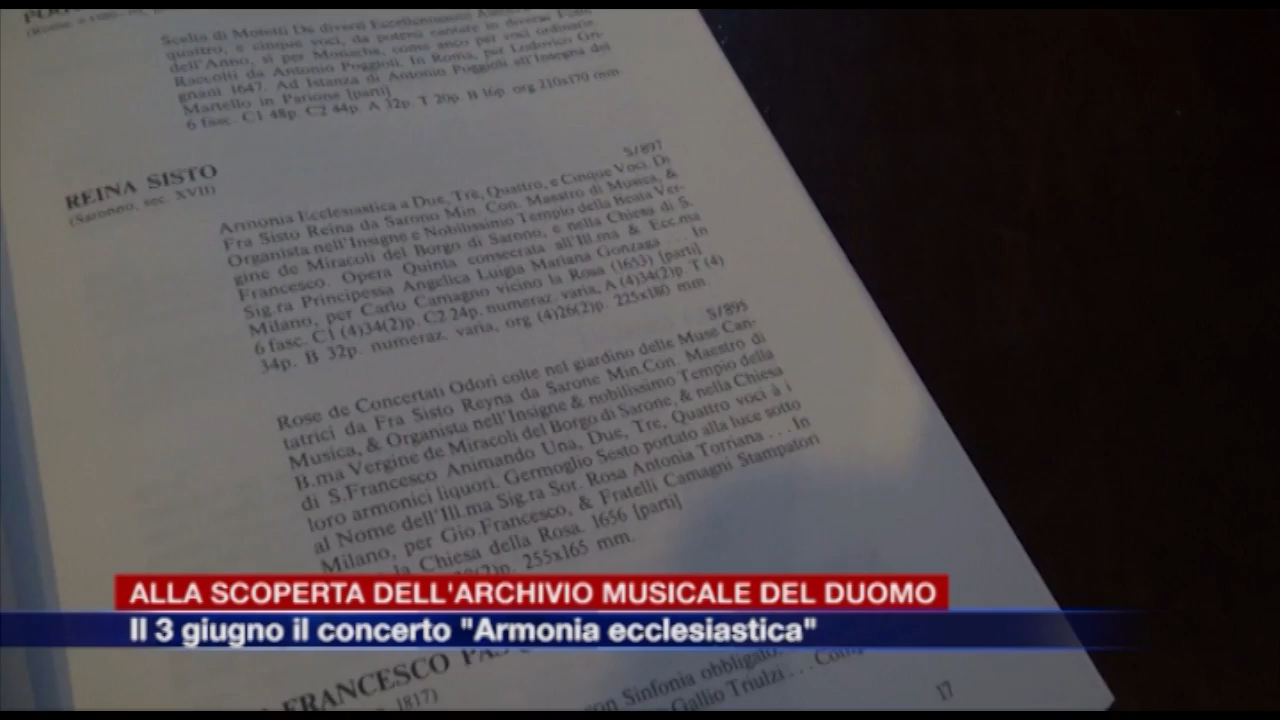 Scelta di Motetti Da diversi Eccellentissimi
quattro, e cinque voci, da potersi cantare in diverse
dell'Anno, si per Monache, come anco per voci ordinarie
Raccolti da Antonio Poggioli. In Roma, per Lodovico Gri-
gnani 1647. Ad Istanza di Antonio Poggioli all'Insegna del
Martello in Parione [parti]
6 fasc. C1 48p. C2 44p. A 32p. T 20p. B 16p. org 210x170 mm
REINA SISTO
(Saronno, sec. XVII)
S/897
Armonia Ecclesiastica a Due, Tre, Quattro, e Cinque Voci. Di
Fra Sisto Reina da Sarono Min. Con. Maestro di Musica, &
Organista nell'Insigne e Nobilissimo Tempio della Beata Ver-
gine de Miracoli del Borgo di Sarono, e nella Chiesa di S.
Francesco. Opera Quinta consecrata all'Ill.ma & Ecc.ma
Sig.ra Principessa Angelica Luigia Mariana Gonzaga . . . In
Milano, per Carlo Camagno vicino la Rosa (1653) [parti]
6 fasc. C1 (4)34(2)p. C2 24p. numeraz. varia, A (4)34(2)p. T (4)
34p. B 32p. numeraz. varia, org (4)26(2)p. 225x180 mm.
S/895
Rose de Concertati Odori colte nel giardino delle Muse Can-
tatrici da Fra Sisto Reyna da Sarone Min.Con. Maestro di
Musica, & Organista nell'Insigne & nobilissimo Tempio della
B.ma Vergine de Miracoli del Borgo di Sarone, & nella Chiesa
di S.Francesco Animando Una, Due, Tre, Quattro voci à i
loro armonici liquori. Germoglio Sesto portato alla luce sotto
al Nome dell'Ill.ma Sig.ra Sor. Rosa Antonia Torriana . . . In
Milano, per Gio.Francesco, & Fratelli Camagni Stampatori
la Chiesa della Rosa. 1656 [parti]
255x165 mm.
ALLA SCOPERTA DELL'ARCHIVIO MUSICALE DEL DUOMO
Il 3 giugno il concerto "Armonia ecclesiastica"
FRANCESCO
1817)
con Sinfonia obbligato.
Gallio Triulzi . . .
17